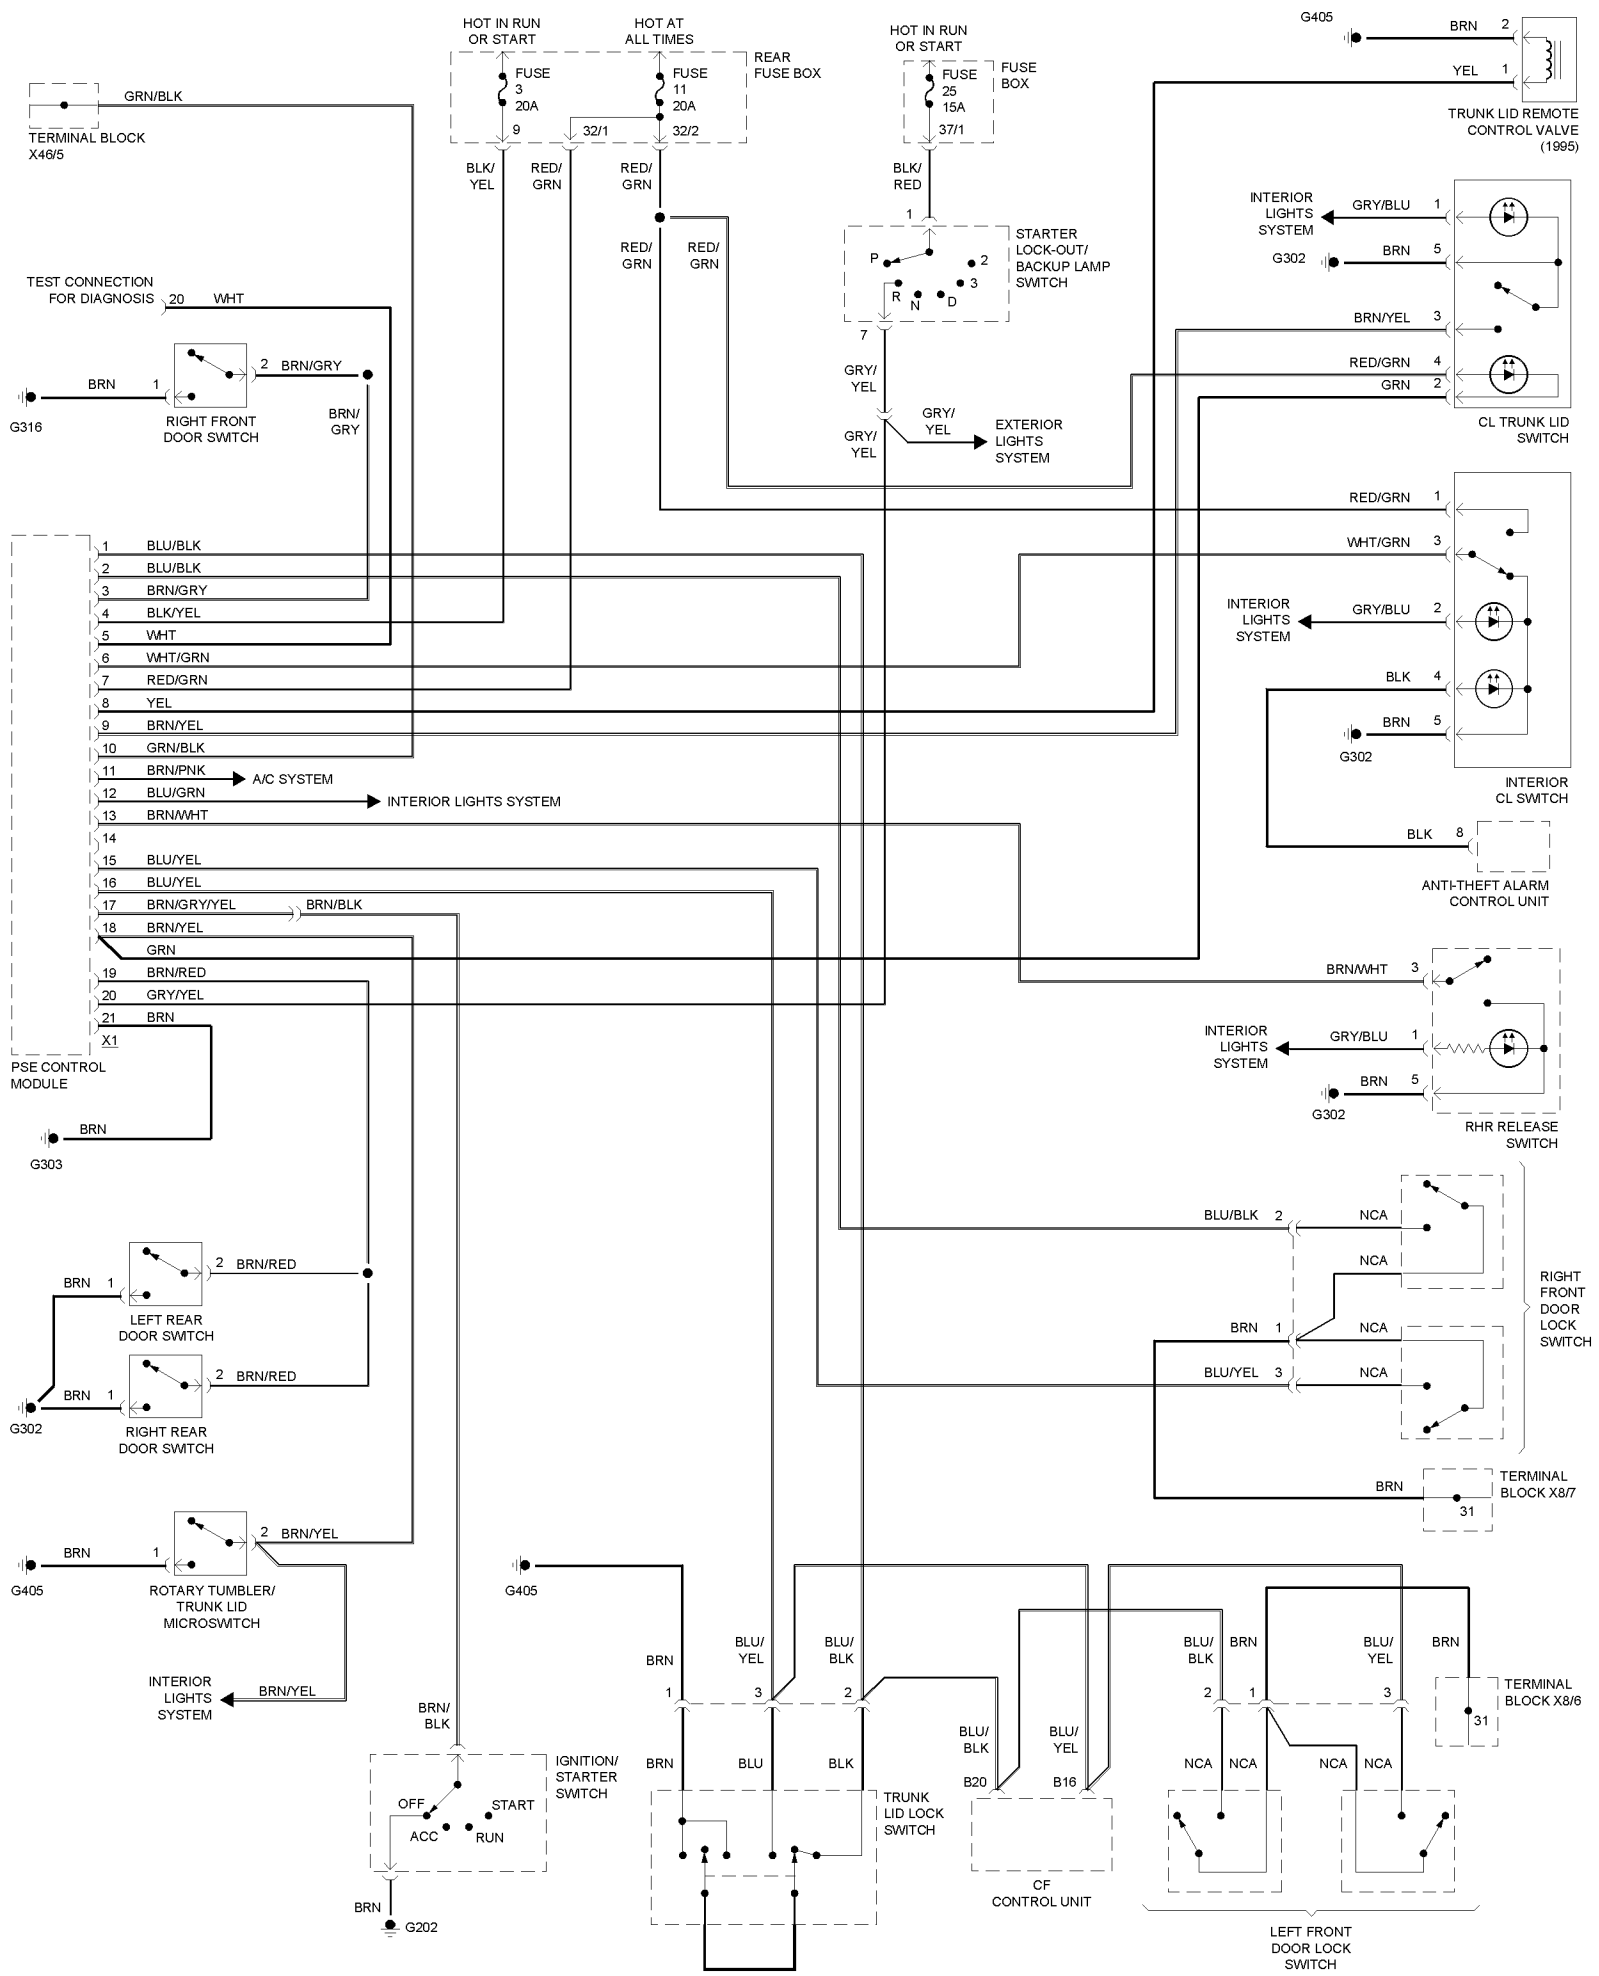 HOT IN RUN
OR START
HOT AT
ALL TIMES
REAR
FUSE BOX
FUSE
3
20A
9
FUSE
11
20A
32/1
32/2
BLK/
YEL
RED/
GRN
RED/
GRN
RED/
GRN
RED/
GRN
HOT IN RUN
OR START
FUSE
BOX
FUSE
25
15A
37/1
BLK/
RED
1
STARTER
LOCK-OUT/
BACKUP LAMP
SWITCH
P
R
N
D
3
2
7
GRY/
YEL
GRY/
YEL
GRY/
YEL
EXTERIOR
LIGHTS
SYSTEM
G405
BRN
2
YEL
1
TRUNK LID REMOTE
CONTROL VALVE
(1995)
GRN/BLK
TERMINAL BLOCK
X46/5
TEST CONNECTION
FOR DIAGNOSIS
20
WHT
2
BRN/GRY
BRN
1
G316
RIGHT FRONT
DOOR SWITCH
BRN/
GRY
INTERIOR
LIGHTS
SYSTEM
GRY/BLU
1
G302
BRN
5
BRN/YEL
3
RED/GRN
4
GRN
2
CL TRUNK LID
SWITCH
RED/GRN
1
WHT/GRN
3
INTERIOR
LIGHTS
SYSTEM
GRY/BLU
2
BLK
4
BRN
5
G302
INTERIOR
CL SWITCH
BLK
8
ANTI-THEFT ALARM
CONTROL UNIT
1 BLU/BLK
2 BLU/BLK
3 BRN/GRY
4 BLK/YEL
5 WHT
6 WHT/GRN
7 RED/GRN
8 YEL
9 BRN/YEL
10 GRN/BLK
11 BRN/PNK
A/C SYSTEM
12 BLU/GRN
INTERIOR LIGHTS SYSTEM
13 BRN/WHT
14
15 BLU/YEL
16 BLU/YEL
17 BRN/GRY/YEL
BRN/BLK
18 BRN/YEL
GRN
19 BRN/RED
20 GRY/YEL
21 BRN
X1
PSE CONTROL
MODULE
BRN
G303
BRN/WHT
3
INTERIOR
LIGHTS
SYSTEM
GRY/BLU
1
BRN
5
G302
RHR RELEASE
SWITCH
BLU/BLK
2
NCA
NCA
BRN
1
NCA
BLU/YEL
3
NCA
RIGHT
FRONT
DOOR
LOCK
SWITCH
BRN
31
TERMINAL
BLOCK X8/7
BRN
1
2
BRN/RED
LEFT REAR
DOOR SWITCH
BRN
1
2
BRN/RED
G302
RIGHT REAR
DOOR SWITCH
2
BRN/YEL
BRN
1
G405
ROTARY TUMBLER/
TRUNK LID
MICROSWITCH
INTERIOR
LIGHTS
SYSTEM
BRN/YEL
BRN/
BLK
IGNITION/
STARTER
SWITCH
OFF
START
ACC
RUN
BRN
G202
G405
BRN
BLU/
YEL
BLU/
BLK
1
3
2
BRN
BLU
BLK
TRUNK
LID LOCK
SWITCH
BLU/
BLK
BLU/
YEL
B20
B16
CF
CONTROL UNIT
BLU/
BLK
BRN
BLU/
YEL
BRN
2
1
3
TERMINAL
BLOCK X8/6
31
NCA
NCA
NCA
NCA
LEFT FRONT
DOOR LOCK
SWITCH